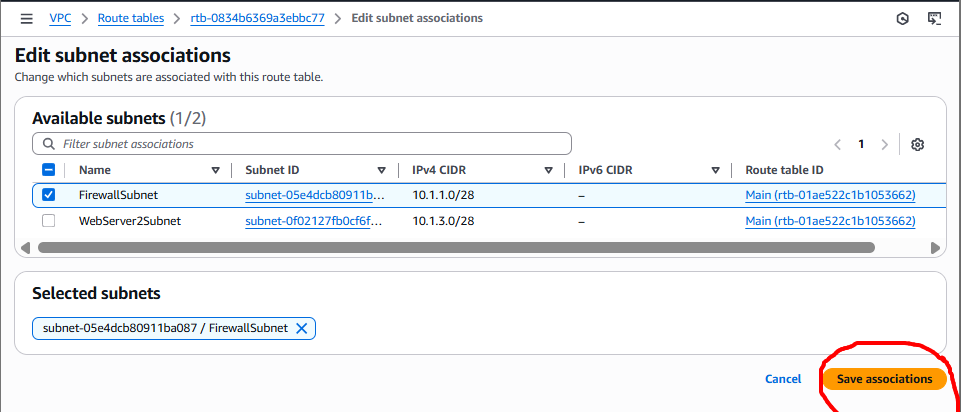 VPC > Route tables > rtb-0834b6369a3ebbc77 > Edit subnet associations
Edit subnet associations
Change which subnets are associated with this route table.
Available subnets (1/2)
Filter subnet associations
1
Name Subnet ID IPv4 CIDR IPv6 CIDR Route table ID
FirewallSubnet subnet-05e4dcb80911b... 10.1.1.0/28 – Main (rtb-01ae522c1b1053662)
WebServer2Subnet subnet-0f02127fb0cf6f... 10.1.3.0/28 – Main (rtb-01ae522c1b1053662)
Selected subnets
subnet-05e4dcb80911ba087 / FirewallSubnet
Cancel Save associations